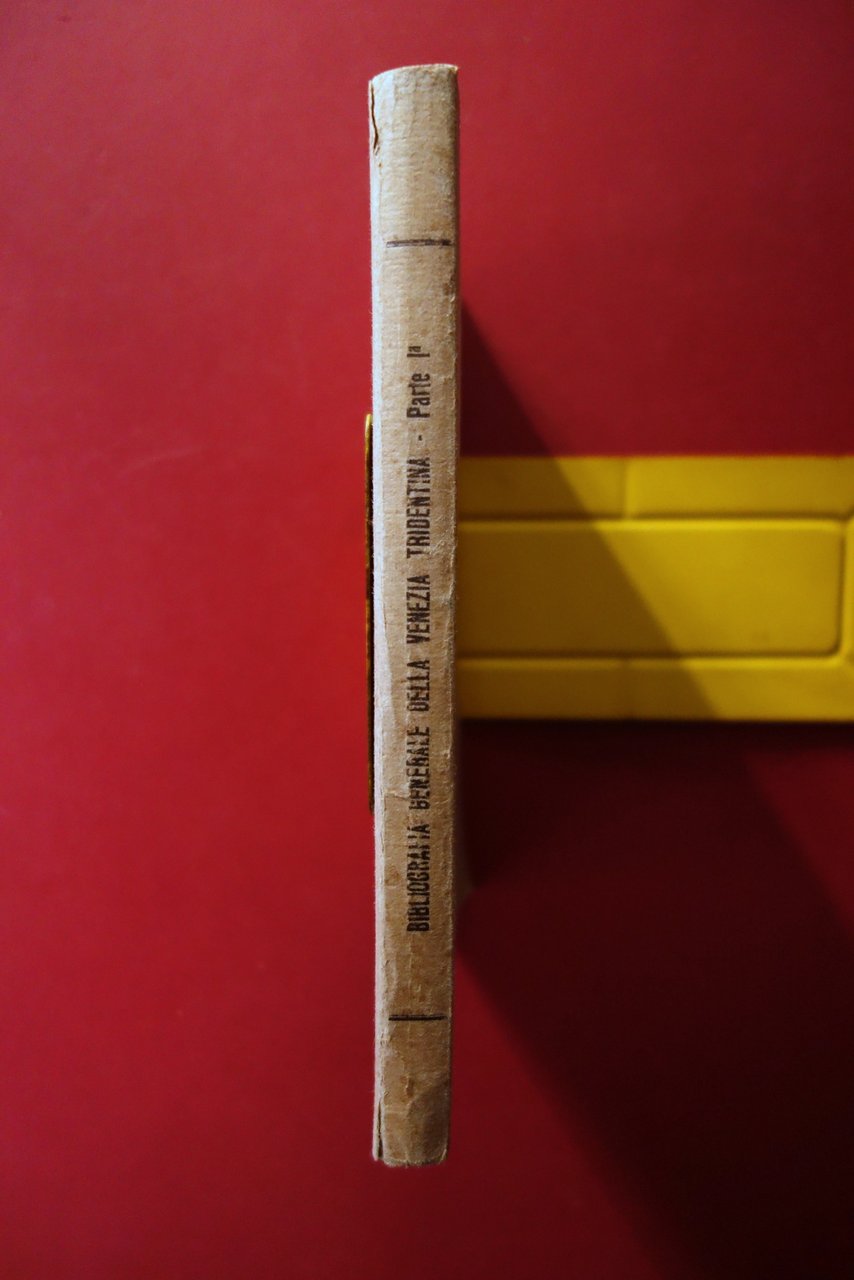 BIBLIOGRAFIA GENERALE DELLA VENEZIA TRIDENTINA - Parte Iª